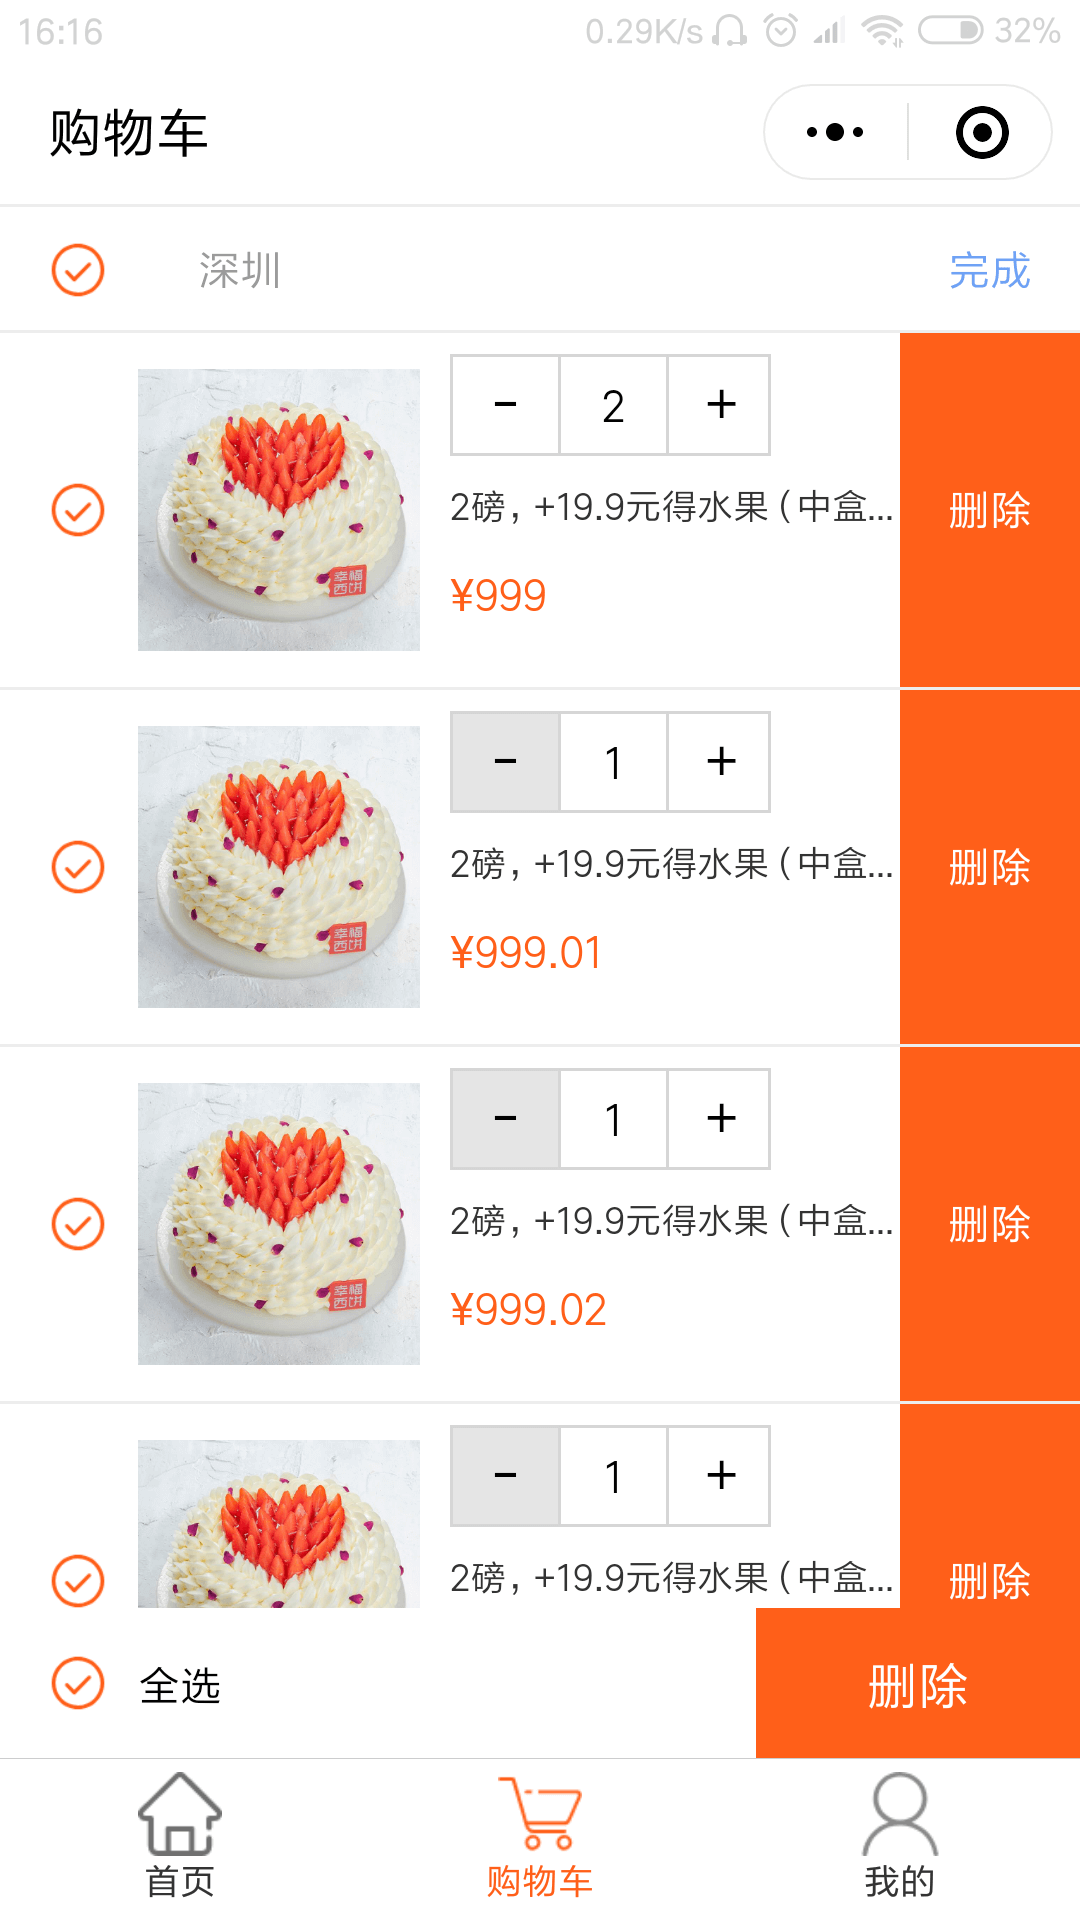 16:16 0.29K/s 32%
购物车
深圳 完成
- 2 +
2磅，+19.9元得水果（中盒...
¥999
删除
幸福西饼
- 1 +
2磅，+19.9元得水果（中盒...
¥999.01
删除
幸福西饼
- 1 +
2磅，+19.9元得水果（中盒...
¥999.02
删除
幸福西饼
- 1 +
2磅，+19.9元得水果（中盒...
删除
全选 删除
首页 购物车 我的